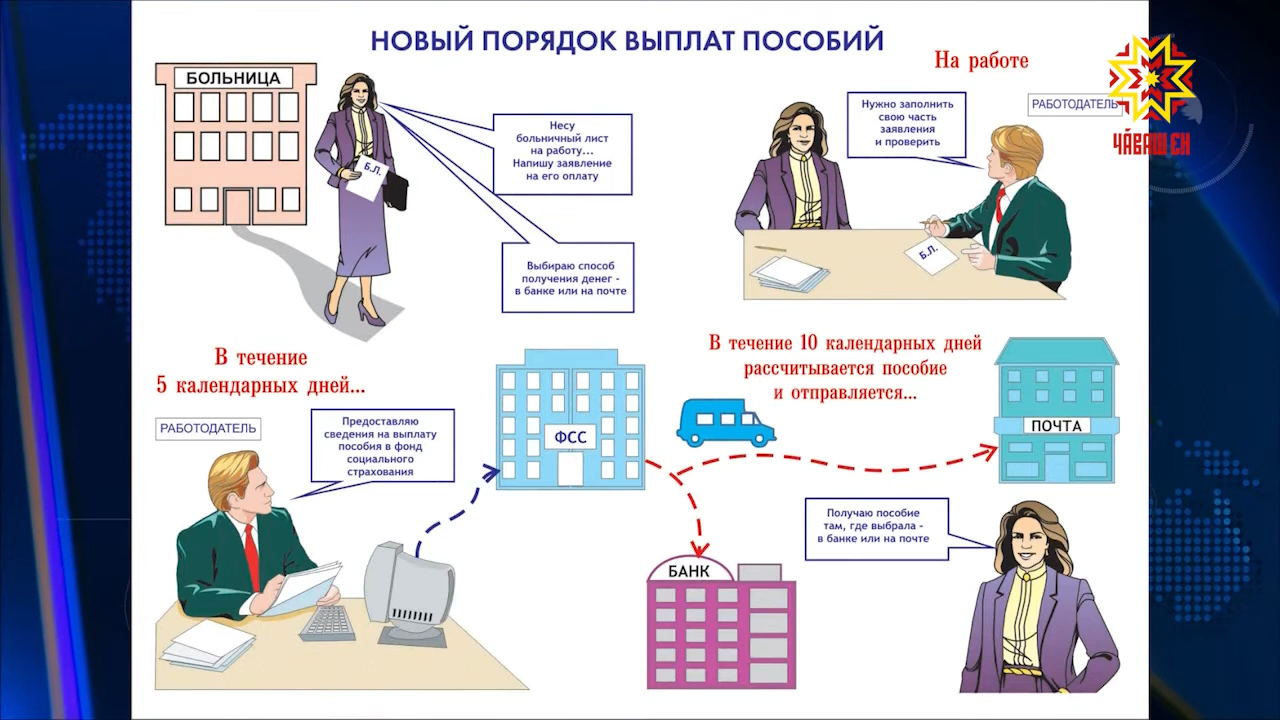 НОВЫЙ ПОРЯДОК ВЫПЛАТ ПОСОБИЙ
БОЛЬНИЦА
Б.Л.
Несу
больничный лист
на работу...
Напишу заявление
на его оплату
Выбираю способ
получения денег -
в банке или на почте
На работе
Нужно заполнить
свою часть
заявления
и проверить
РАБОТОДАТЕЛЬ
ЧӐВАШ ЕН
Б.Л.
В течение
5 календарных дней...
РАБОТОДАТЕЛЬ
Предоставляю
сведения на выплату
пособия в фонд
социального
страхования
ФСС
В течение 10 календарных дней
рассчитывается пособие
и отправляется...
ПОЧТА
БАНК
Получаю пособие
там, где выбрала -
в банке или на почте